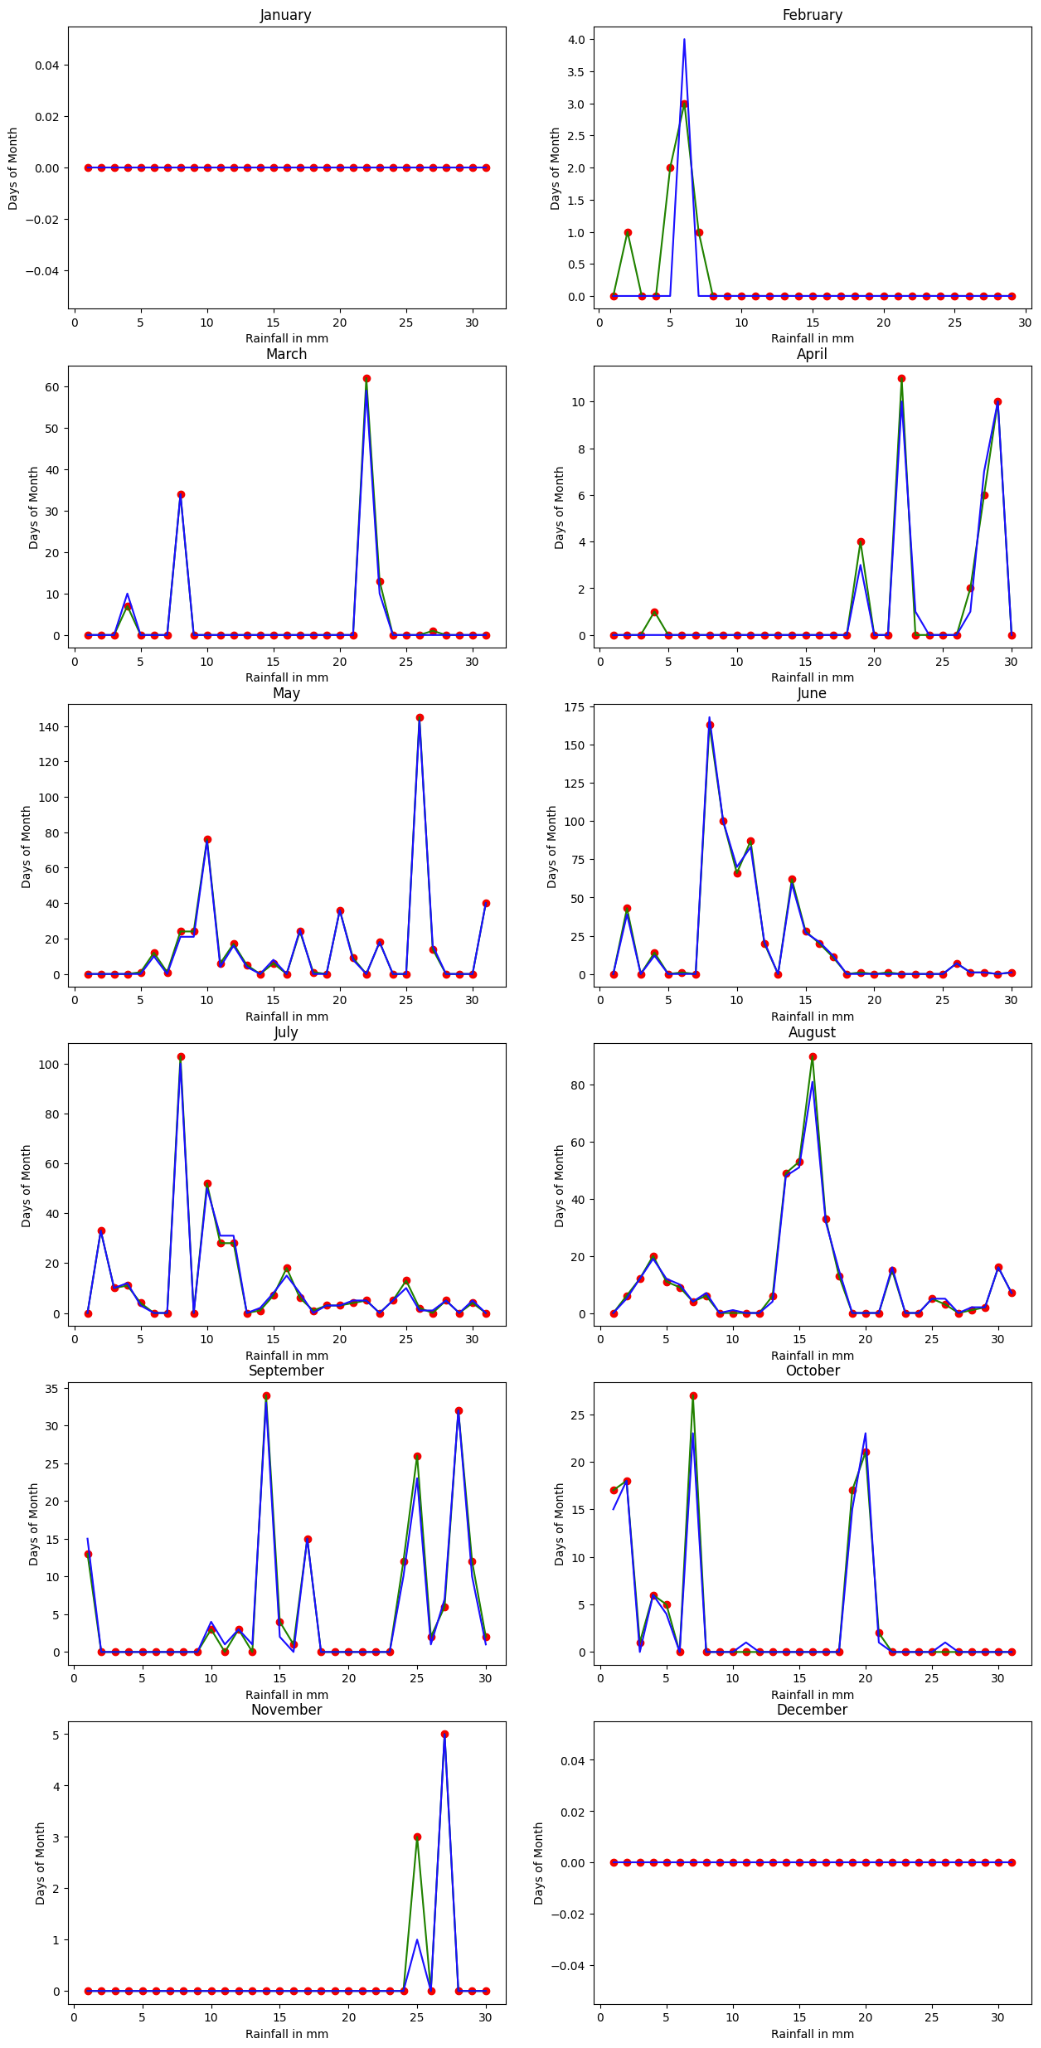 January
Days of Month
0.04
0.02
0.00
−0.02
−0.04
0 5 10 15 20 25 30
Rainfall in mm
February
Days of Month
4.0
3.5
3.0
2.5
2.0
1.5
1.0
0.5
0.0
0 5 10 15 20 25 30
Rainfall in mm
March
Days of Month
60
50
40
30
20
10
0
0 5 10 15 20 25 30
Rainfall in mm
April
Days of Month
10
8
6
4
2
0
0 5 10 15 20 25 30
Rainfall in mm
May
Days of Month
140
120
100
80
60
40
20
0
0 5 10 15 20 25 30
Rainfall in mm
June
Days of Month
175
150
125
100
75
50
25
0
0 5 10 15 20 25 30
Rainfall in mm
July
Days of Month
100
80
60
40
20
0
0 5 10 15 20 25 30
Rainfall in mm
August
Days of Month
80
60
40
20
0
0 5 10 15 20 25 30
Rainfall in mm
September
Days of Month
35
30
25
20
15
10
5
0
0 5 10 15 20 25 30
Rainfall in mm
October
Days of Month
25
20
15
10
5
0
0 5 10 15 20 25 30
Rainfall in mm
November
Days of Month
5
4
3
2
1
0
0 5 10 15 20 25 30
Rainfall in mm
December
Days of Month
0.04
0.02
0.00
−0.02
−0.04
0 5 10 15 20 25 30
Rainfall in mm